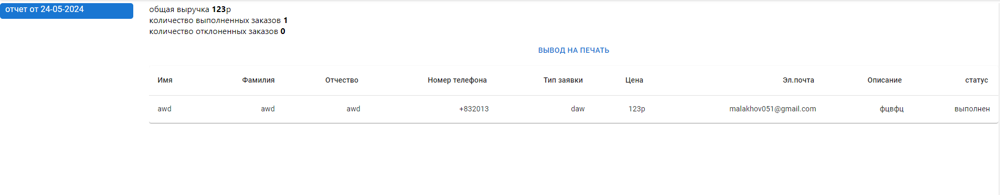 отчет от 24-05-2024
общая выручка 123р
количество выполненных заказов 1
количество отклоненных заказов 0
ВЫВОД НА ПЕЧАТЬ
Имя Фамилия Отчество Номер телефона Тип заявки Цена Эл.почта Описание статус
awd awd awd +832013 daw 123р malakhov051@gmail.com фцвфц выполнен